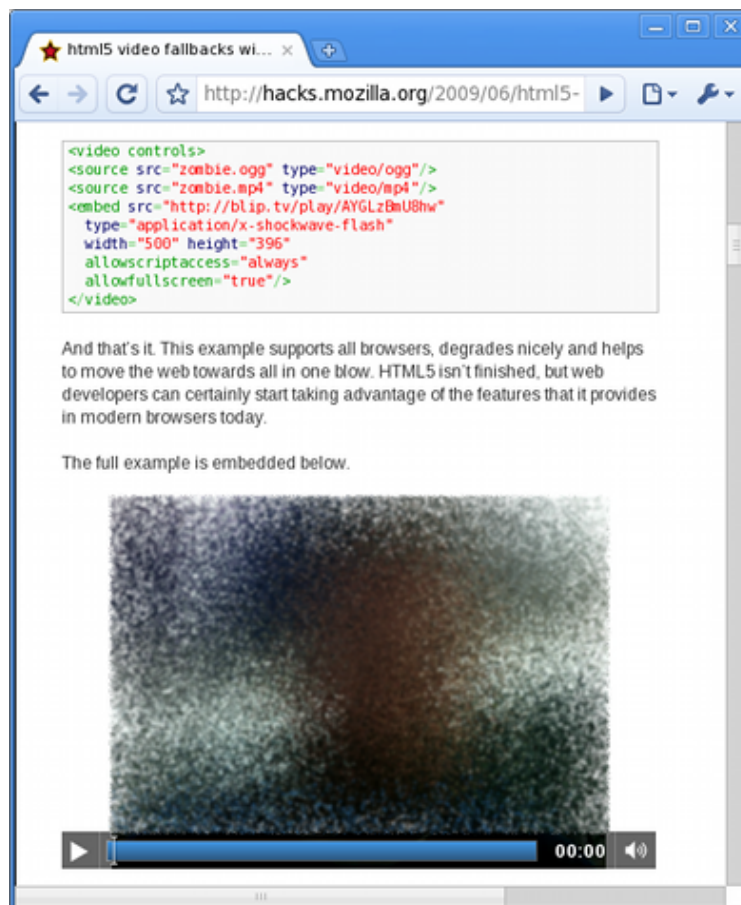 html5 video fallbacks wi...
http://hacks.mozilla.org/2009/06/html5-
<video controls>
<source src="zombie.ogg" type="video/ogg"/>
<source src="zombie.mp4" type="video/mp4"/>
<embed src="http://blip.tv/play/AYGLzBmU8hw"
type="application/x-shockwave-flash"
width="500" height="396"
allowscriptaccess="always"
allowfullscreen="true"/>
</video>
And that's it. This example supports all browsers, degrades nicely and helps
to move the web towards all in one blow. HTML5 isn't finished, but web
developers can certainly start taking advantage of the features that it provides
in modern browsers today.
The full example is embedded below.
00:00